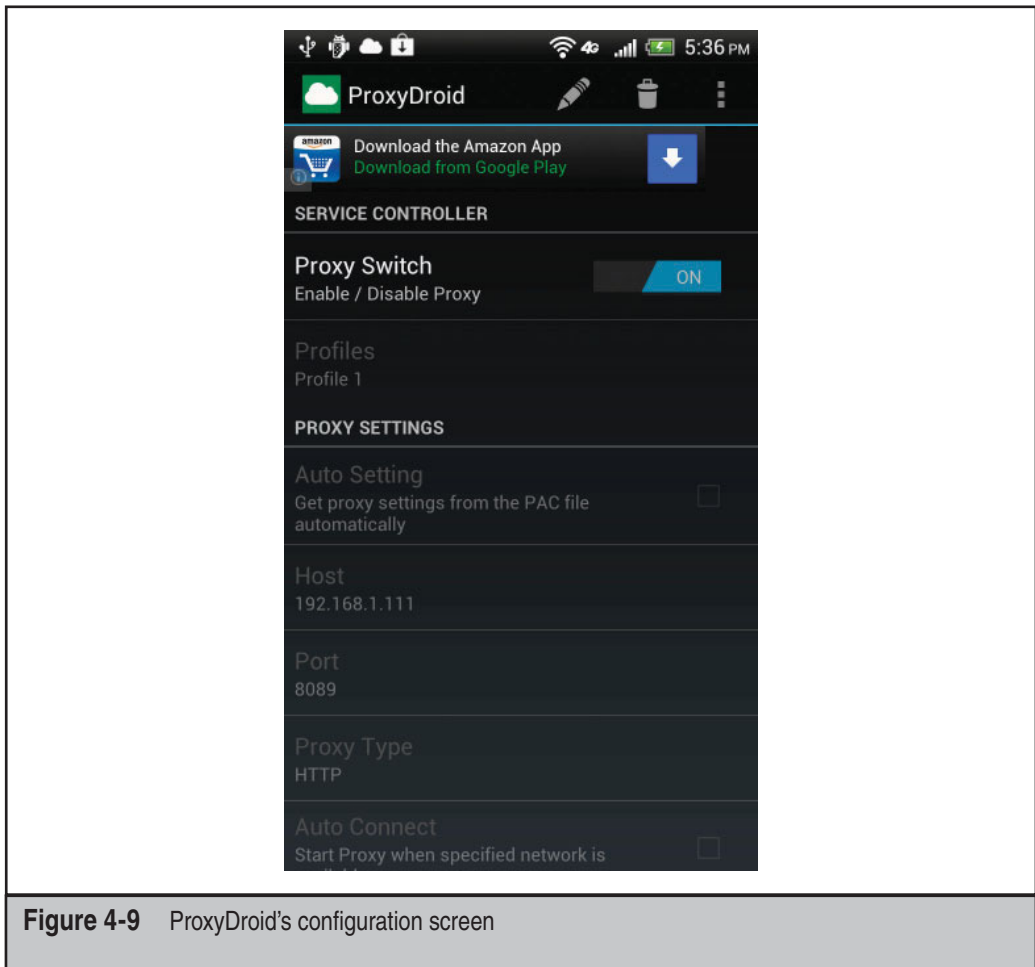 4G 5:36 PM
ProxyDroid
amazon
Download the Amazon App
Download from Google Play
SERVICE CONTROLLER
Proxy Switch
Enable / Disable Proxy
ON
Profiles
Profile 1
PROXY SETTINGS
Auto Setting
Get proxy settings from the PAC file
automatically
Host
192.168.1.111
Port
8089
Proxy Type
HTTP
Auto Connect
Start Proxy when specified network is
Figure 4-9 ProxyDroid’s configuration screen